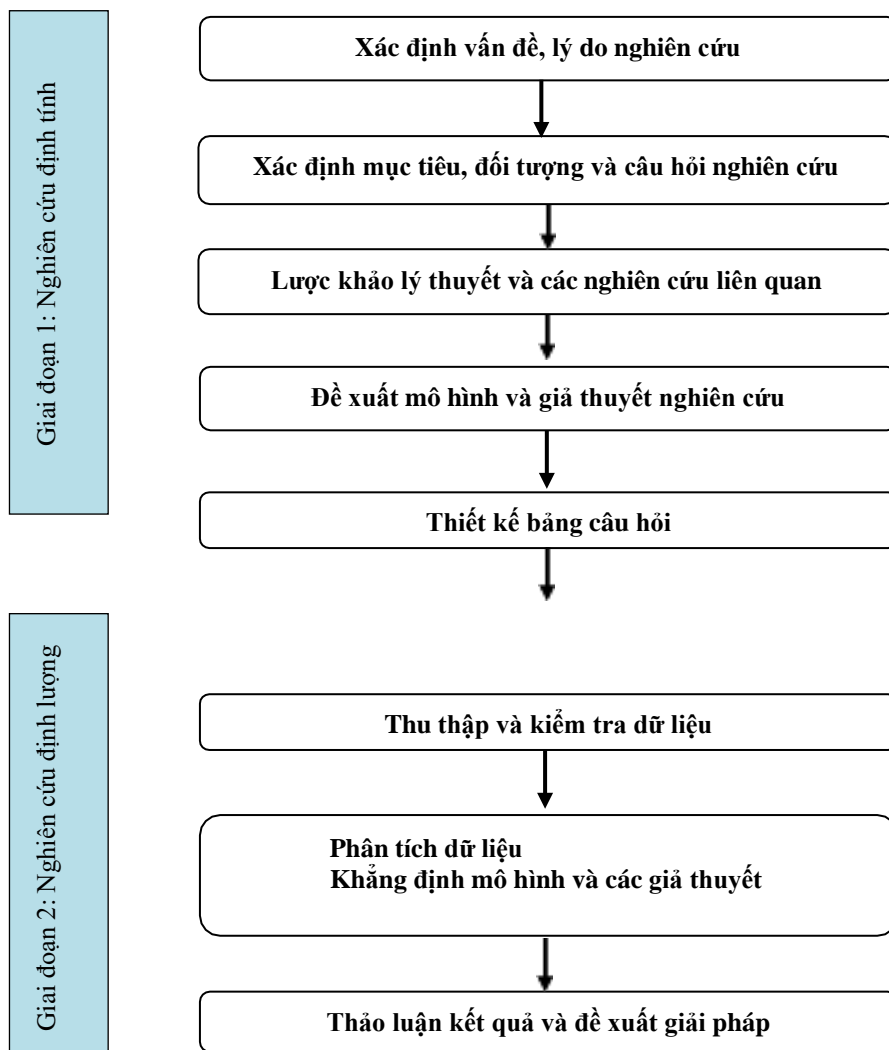 Giai đoạn 1: Nghiên cứu định tính
Xác định vấn đề, lý do nghiên cứu
Xác định mục tiêu, đối tượng và câu hỏi nghiên cứu
Lược khảo lý thuyết và các nghiên cứu liên quan
Đề xuất mô hình và giả thuyết nghiên cứu
Thiết kế bảng câu hỏi
Giai đoạn 2: Nghiên cứu định lượng
Thu thập và kiểm tra dữ liệu
Phân tích dữ liệu
Khẳng định mô hình và các giả thuyết
Thảo luận kết quả và đề xuất giải pháp